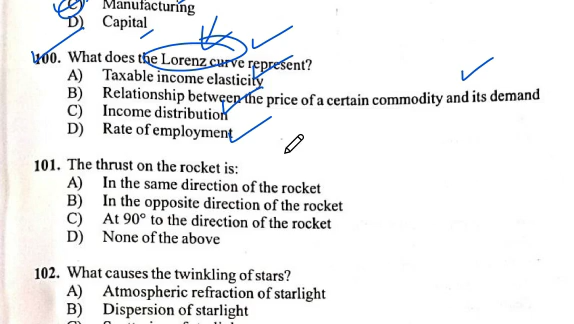 Manufacturing
D) Capital
100. What does the Lorenz curve represent?
A) Taxable income elasticity
B) Relationship between the price of a certain commodity and its demand
C) Income distribution
D) Rate of employment
101. The thrust on the rocket is:
A) In the same direction of the rocket
B) In the opposite direction of the rocket
C) At 90° to the direction of the rocket
D) None of the above
102. What causes the twinkling of stars?
A) Atmospheric refraction of starlight
B) Dispersion of starlight